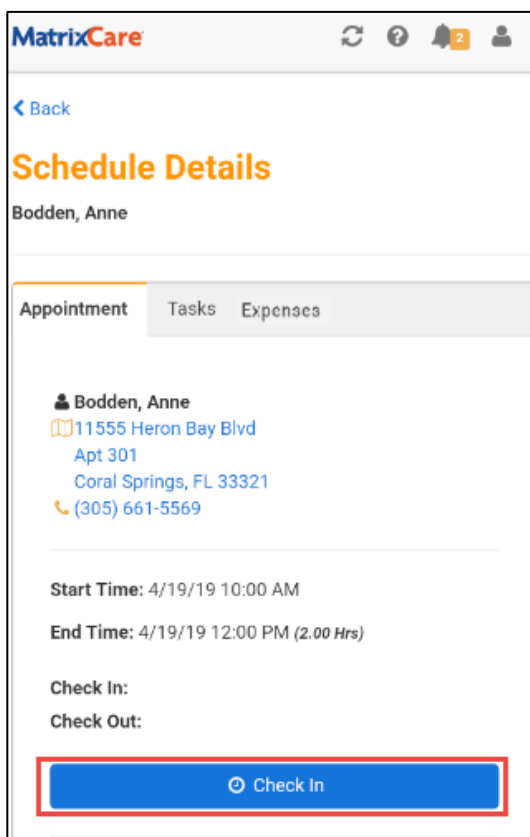 MatrixCare
2
Back
Schedule Details
Bodden, Anne
Appointment Tasks Expenses
Bodden, Anne
11555 Heron Bay Blvd
Apt 301
Coral Springs, FL 33321
(305) 661-5569
Start Time: 4/19/19 10:00 AM
End Time: 4/19/19 12:00 PM (2.00 Hrs)
Check In:
Check Out:
Check In